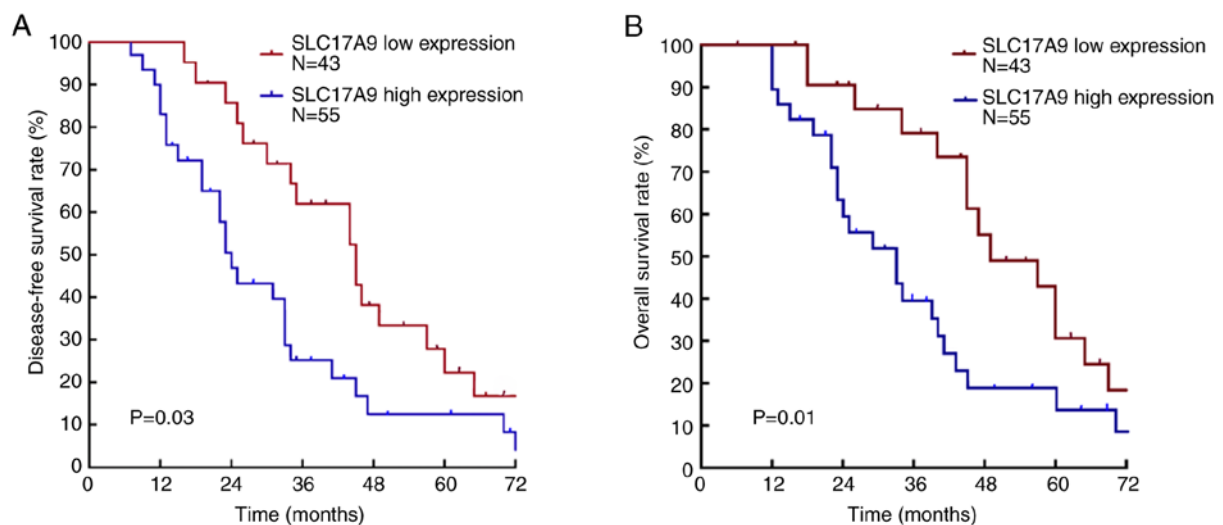 A
100
90
80
70
60
50
40
30
20
10
0
Disease-free survival rate (%)
SLC17A9 low expression
N=43
SLC17A9 high expression
N=55
P=0.03
0 12 24 36 48 60 72
Time (months)
B
100
90
80
70
60
50
40
30
20
10
0
Overall survival rate (%)
SLC17A9 low expression
N=43
SLC17A9 high expression
N=55
P=0.01
0 12 24 36 48 60 72
Time (months)